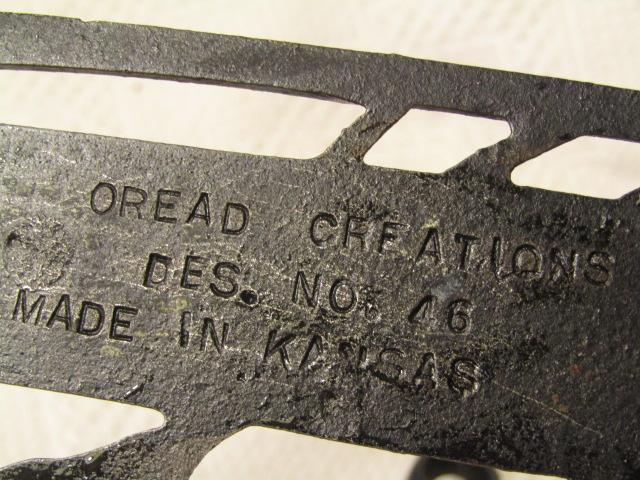 OREAD CREATIONS
DES. NO. 46
MADE IN KANSAS